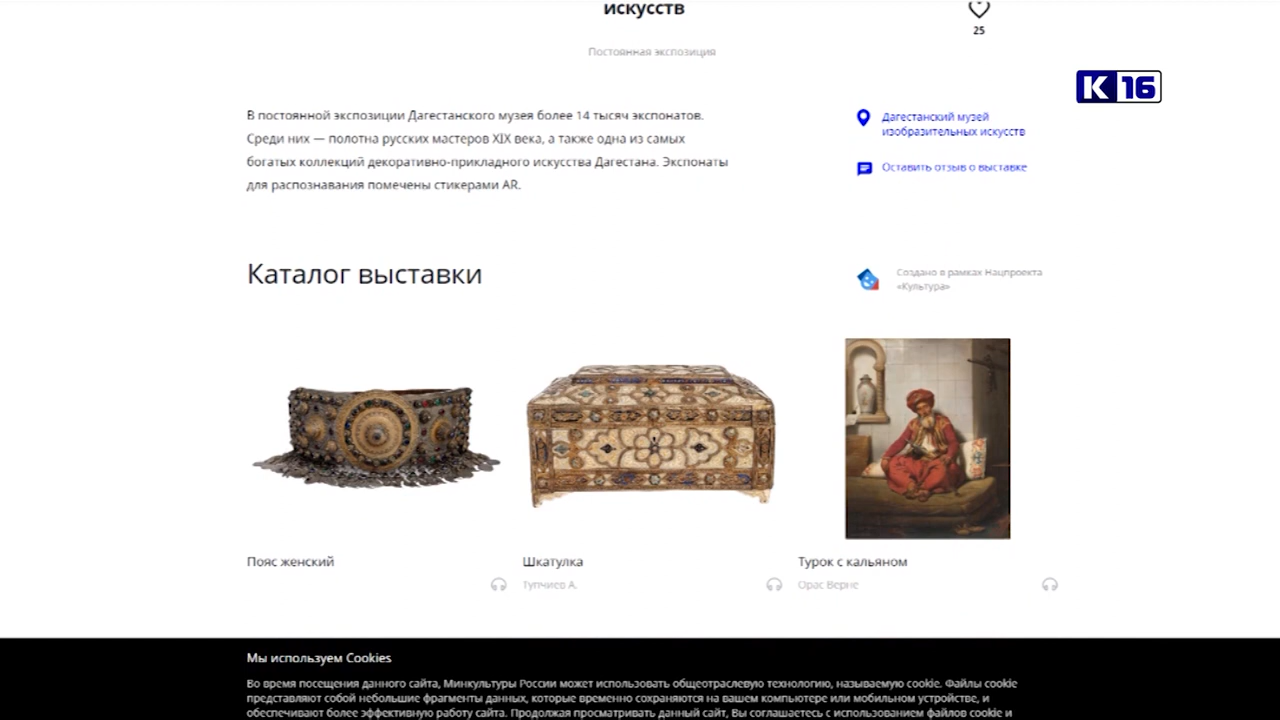 искусств
25
Постоянная экспозиция
K 16
В постоянной экспозиции Дагестанского музея более 14 тысяч экспонатов.
Среди них — полотна русских мастеров XIX века, а также одна из самых
богатых коллекций декоративно-прикладного искусства Дагестана. Экспонаты
для распознавания помечены стикерами AR.
Дагестанский музей
изобразительных искусств
Оставить отзыв о выставке
Каталог выставки
Создано в рамках Нацпроекта
«Культура»
Пояс женский
Шкатулка
Тупчиев А.
Турок с кальяном
Орас Верне
Мы используем Cookies
Во время посещения данного сайта, Минкультуры России может использовать общеотраслевую технологию, называемую cookie. Файлы cookie
представляют собой небольшие фрагменты данных, которые временно сохраняются на вашем компьютере или мобильном устройстве, и
обеспечивают более эффективную работу сайта. Продолжая просматривать данный сайт, Вы соглашаетесь с использованием файлов cookie и